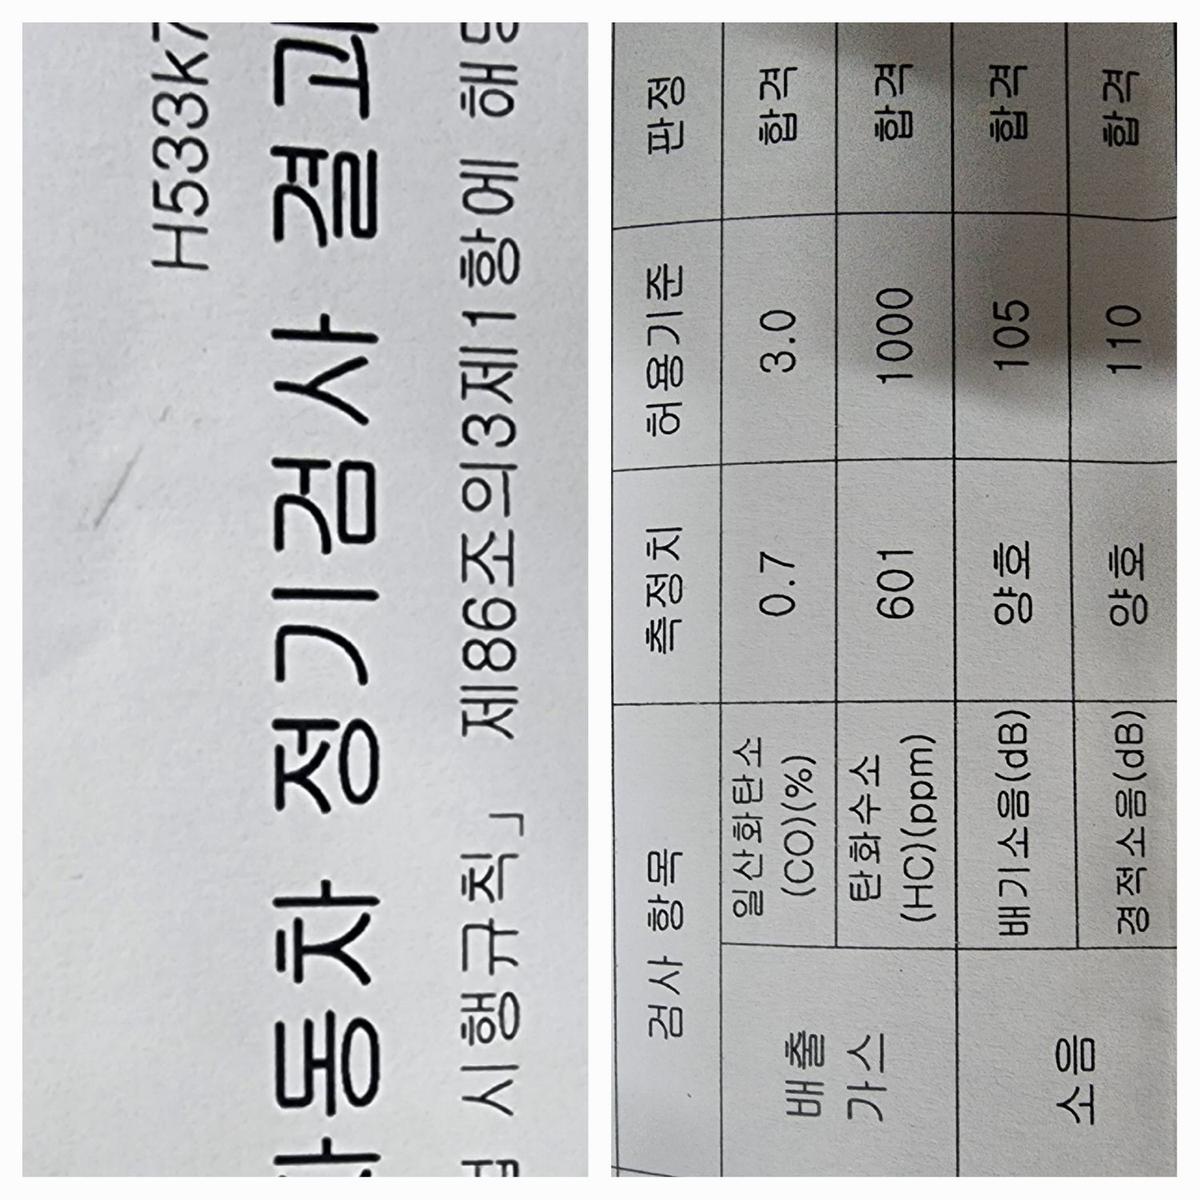 H533k7
자동차 정기검사 결과
시행규칙」 제86조의3제1항에 해당
검사 항목 측정치 허용기준 판정
배출가스 일산화탄소 (CO)(%) 0.7 3.0 합격
탄화수소 (HC)(ppm) 601 1000 합격
소음 배기소음(dB) 양호 105 합격
경적소음(dB) 양호 110 합격